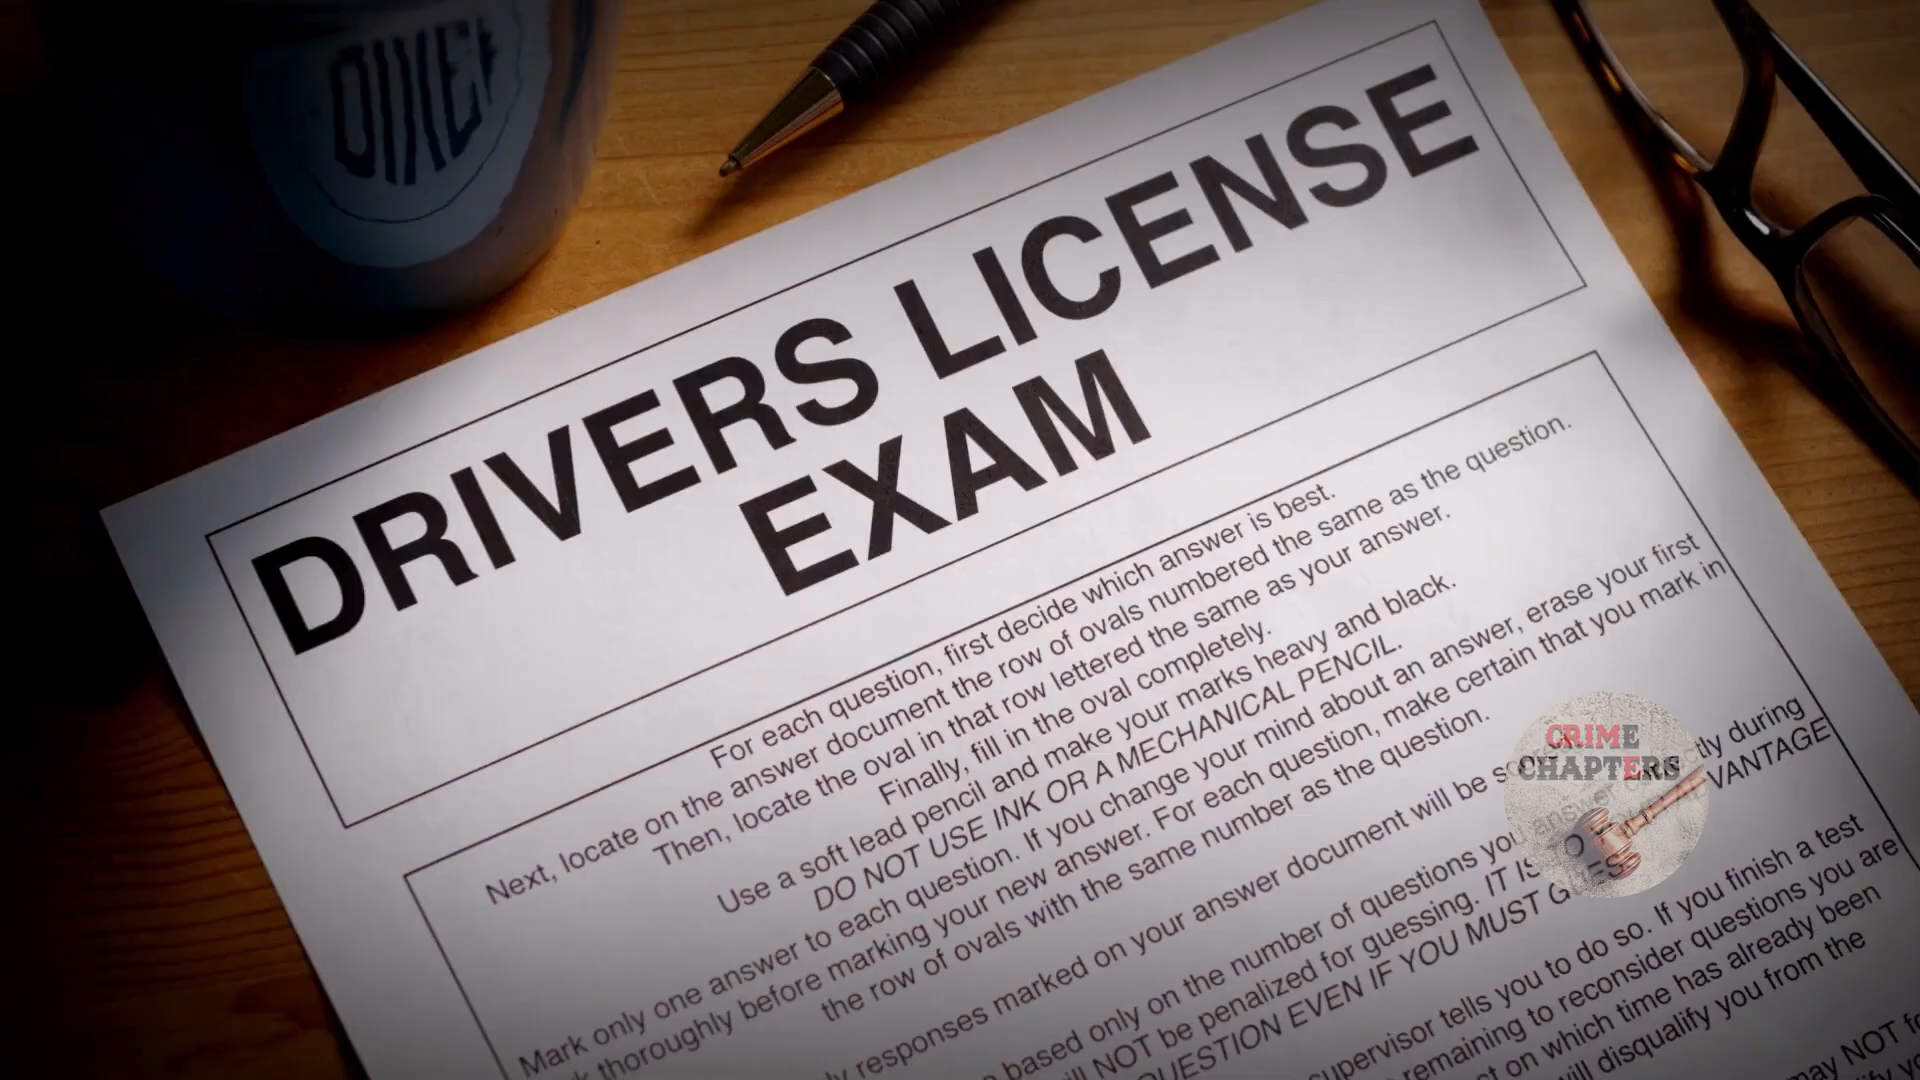 DRIVERS LICENSE
EXAM
For each question, first decide which answer is best.
Next, locate on the answer document the row of ovals numbered the same as the question.
Then, locate the oval in that row lettered the same as your answer.
Finally, fill in the oval completely.
Use a soft lead pencil and make your marks heavy and black.
DO NOT USE INK OR A MECHANICAL PENCIL.
Mark only one answer to each question. If you change your mind about an answer, erase your first
thoroughly before marking your new answer. For each question, make certain that you mark in
the row of ovals with the same number as the question.
responses marked on your answer document will be
based only on the number of questions you answer during
NOT be penalized for guessing. IT IS VANTAGE
QUESTION EVEN IF YOU MUST GUESS
supervisor tells you to do so. If you finish a test
remaining to reconsider questions you are
on which time has already been
will disqualify you from the
may NOT
CRIME
CHAPTERS